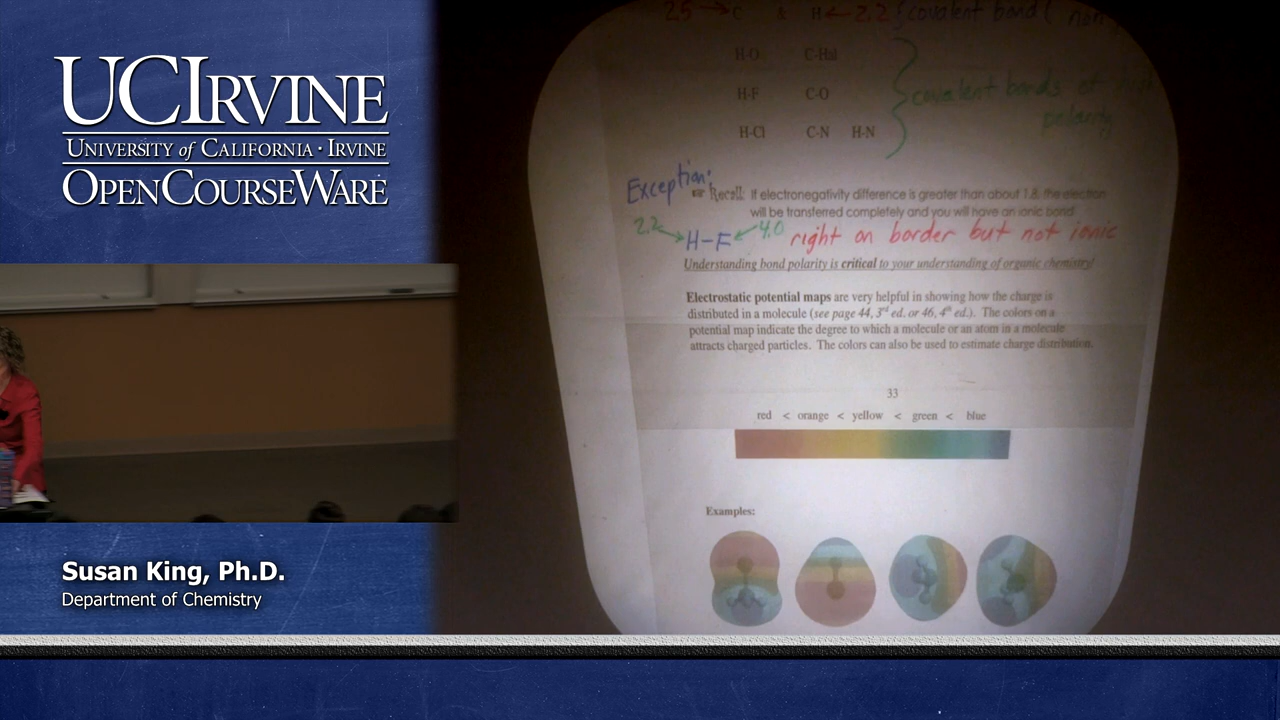 UCIRVINE
UNIVERSITY of CALIFORNIA · IRVINE
OPENCOURSEWARE
Susan King, Ph.D.
Department of Chemistry
2.5 → C & H ← 2.2 covalent bond
H-O C-Hal
H-F C-O
H-Cl C-N H-N
covalent bonds of polarity
Exception:
☞ Recall: If electronegativity difference is greater than about 1.8, the electron
will be transferred completely and you will have an ionic bond
2.2 → H-F ← 4.0 right on border but not ionic
Understanding bond polarity is critical to your understanding of organic chemistry!
Electrostatic potential maps are very helpful in showing how the charge is
distributed in a molecule (see page 44, 3rd ed. or 46, 4th ed.). The colors on a
potential map indicate the degree to which a molecule or an atom in a molecule
attracts charged particles. The colors can also be used to estimate charge distribution.
33
red < orange < yellow < green < blue
Examples: